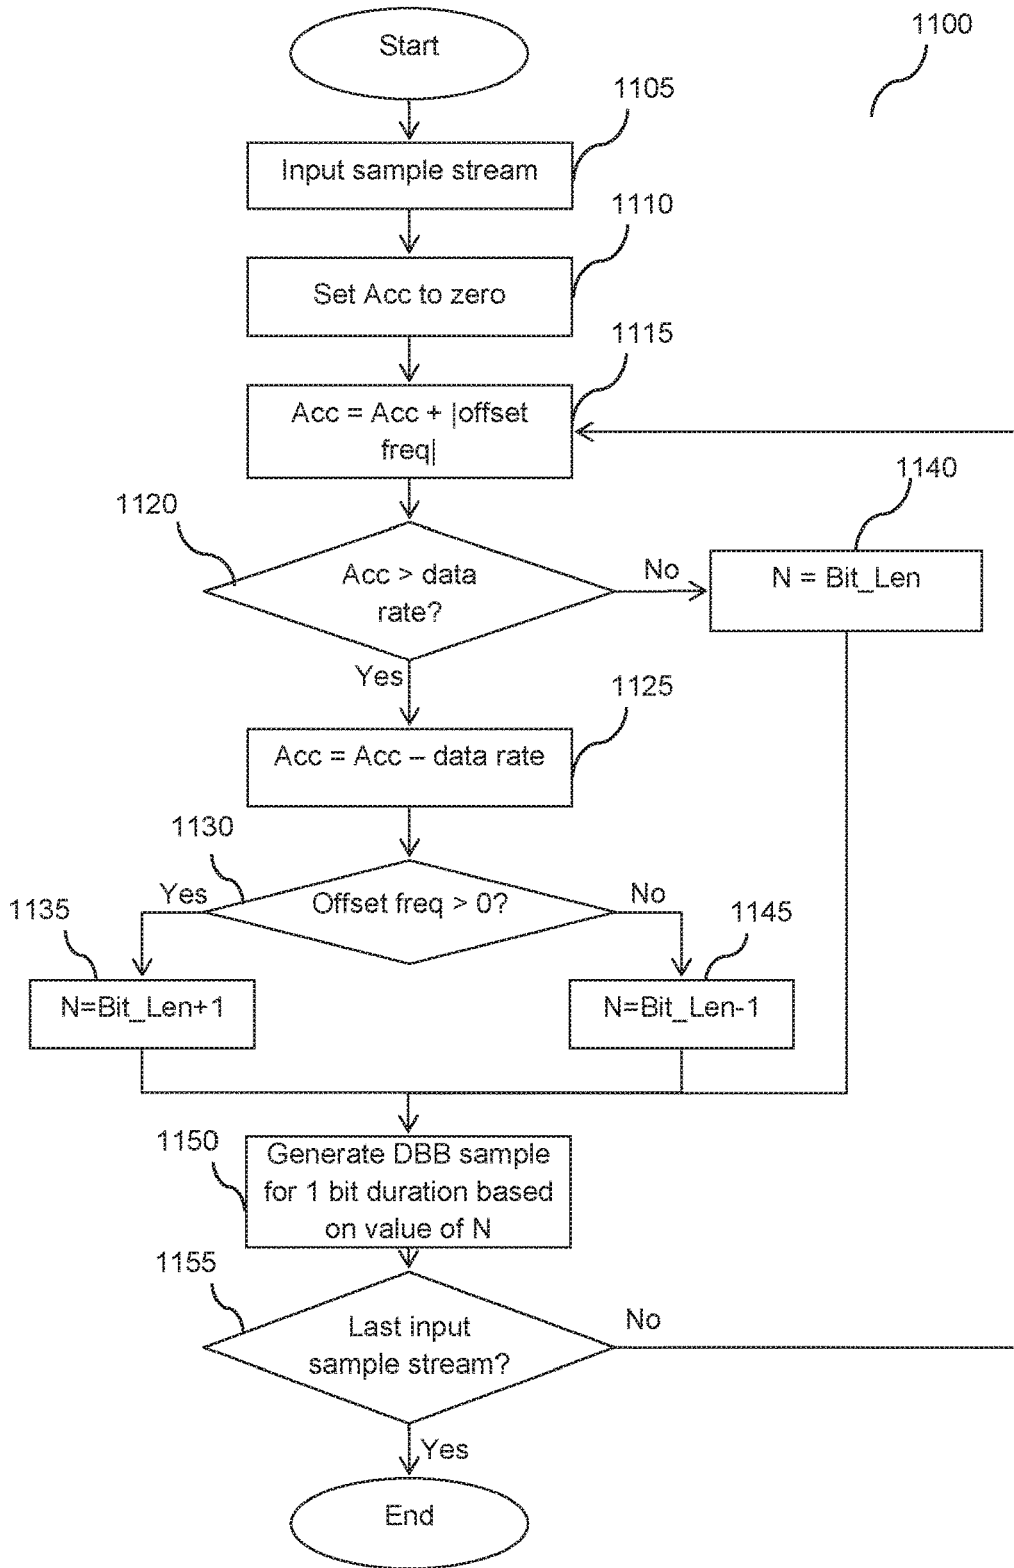 Start
1100
1105
Input sample stream
1110
Set Acc to zero
1115
Acc = Acc + |offset
freq|
1120
Acc > data
rate?
No
1140
N = Bit_Len
Yes
1125
Acc = Acc – data rate
1130
Offset freq > 0?
Yes
No
1135
N=Bit_Len+1
1145
N=Bit_Len-1
1150
Generate DBB sample
for 1 bit duration based
on value of N
1155
Last input
sample stream?
No
Yes
End